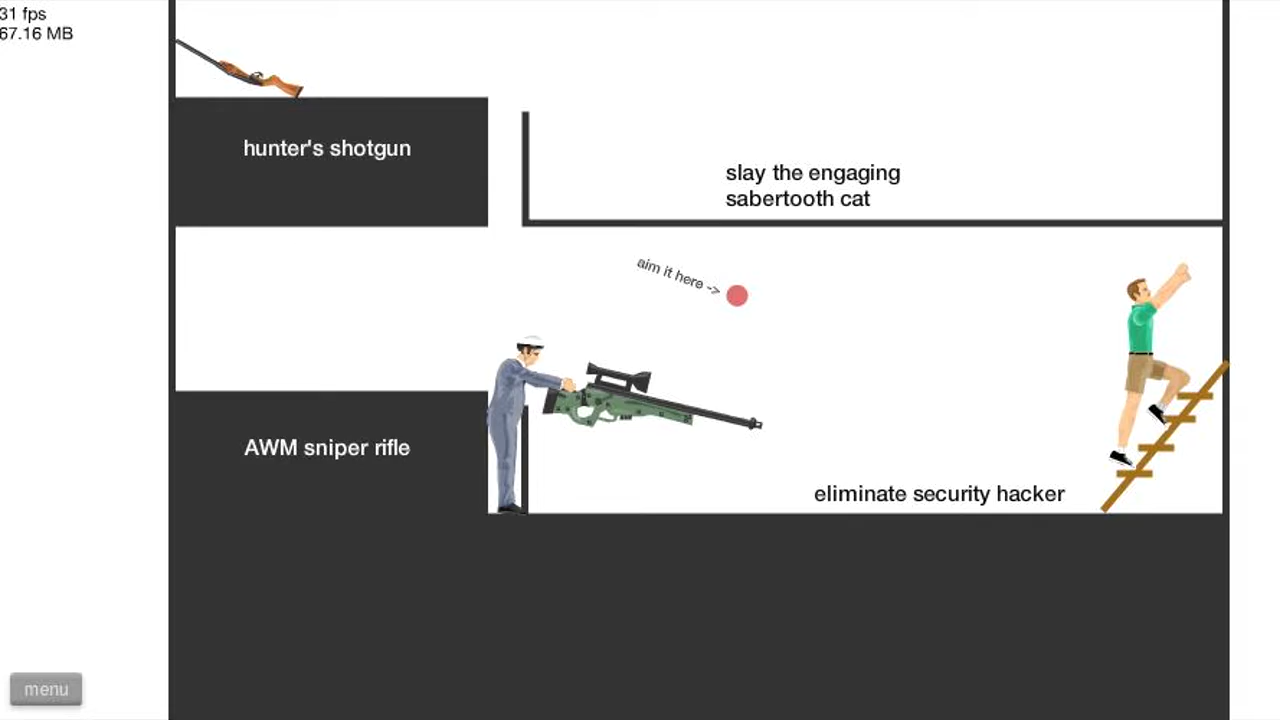 31 fps
67.16 MB
hunter's shotgun
slay the engaging
sabertooth cat
aim it here ->
AWM sniper rifle
eliminate security hacker
menu